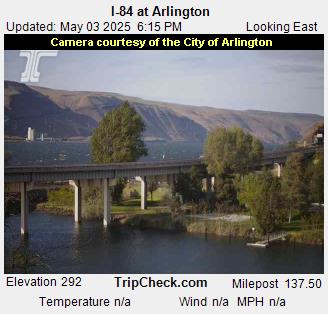 I-84 at Arlington
Updated: May 03 2025 6:15 PM Looking East
Camera courtesy of the City of Arlington
Elevation 292 TripCheck.com Milepost 137.50
Temperature n/a Wind n/a MPH n/a